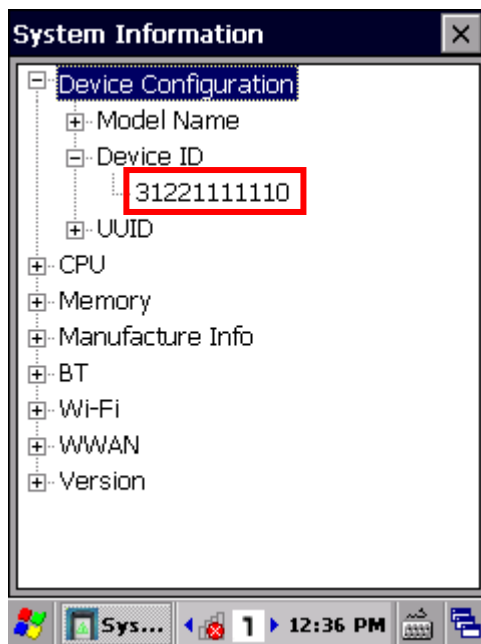 System Information
Device Configuration
Model Name
Device ID
31221111110
UUID
CPU
Memory
Manufacture Info
BT
Wi-Fi
WWAN
Version
Sys... 1 12:36 PM